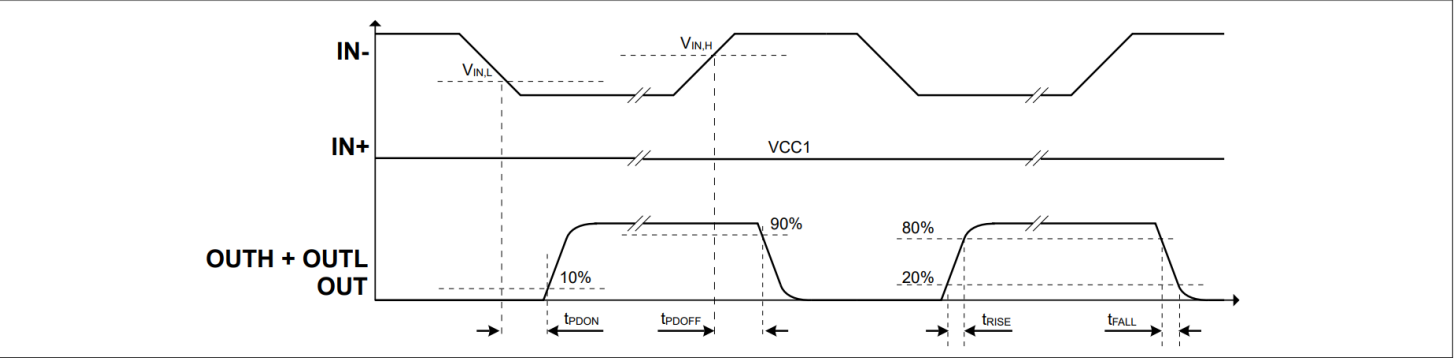 IN-
VIN,L
VIN,H
IN+
VCC1
OUTH + OUTL
OUT
10%
90%
80%
20%
tPDON
tPDOFF
tRISE
tFALL